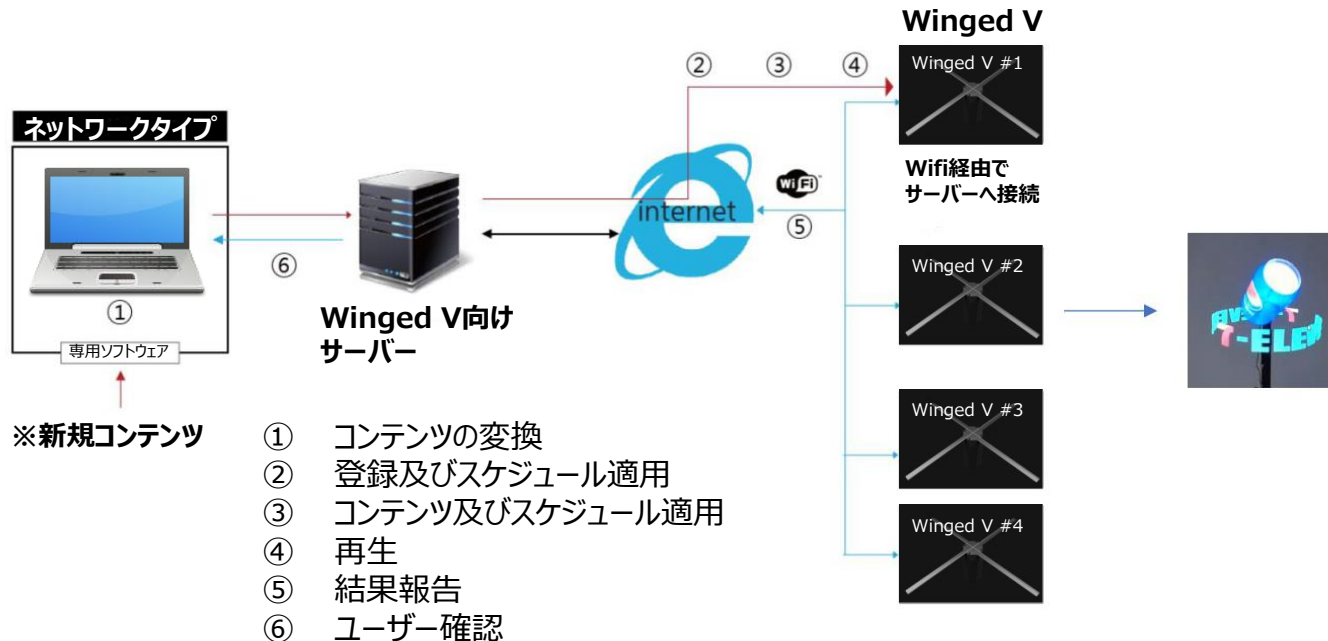 Winged V
Winged V #1
② ③ ④
ネットワークタイプ
WiFi
Wifi経由で
サーバーへ接続
internet
⑤
⑥
Winged V #2
①
Winged V向け
サーバー
専用ソフトウェア
T-ELE
※新規コンテンツ
Winged V #3
① コンテンツの変換
② 登録及びスケジュール適用
③ コンテンツ及びスケジュール適用
④ 再生
Winged V #4
⑤ 結果報告
⑥ ユーザー確認